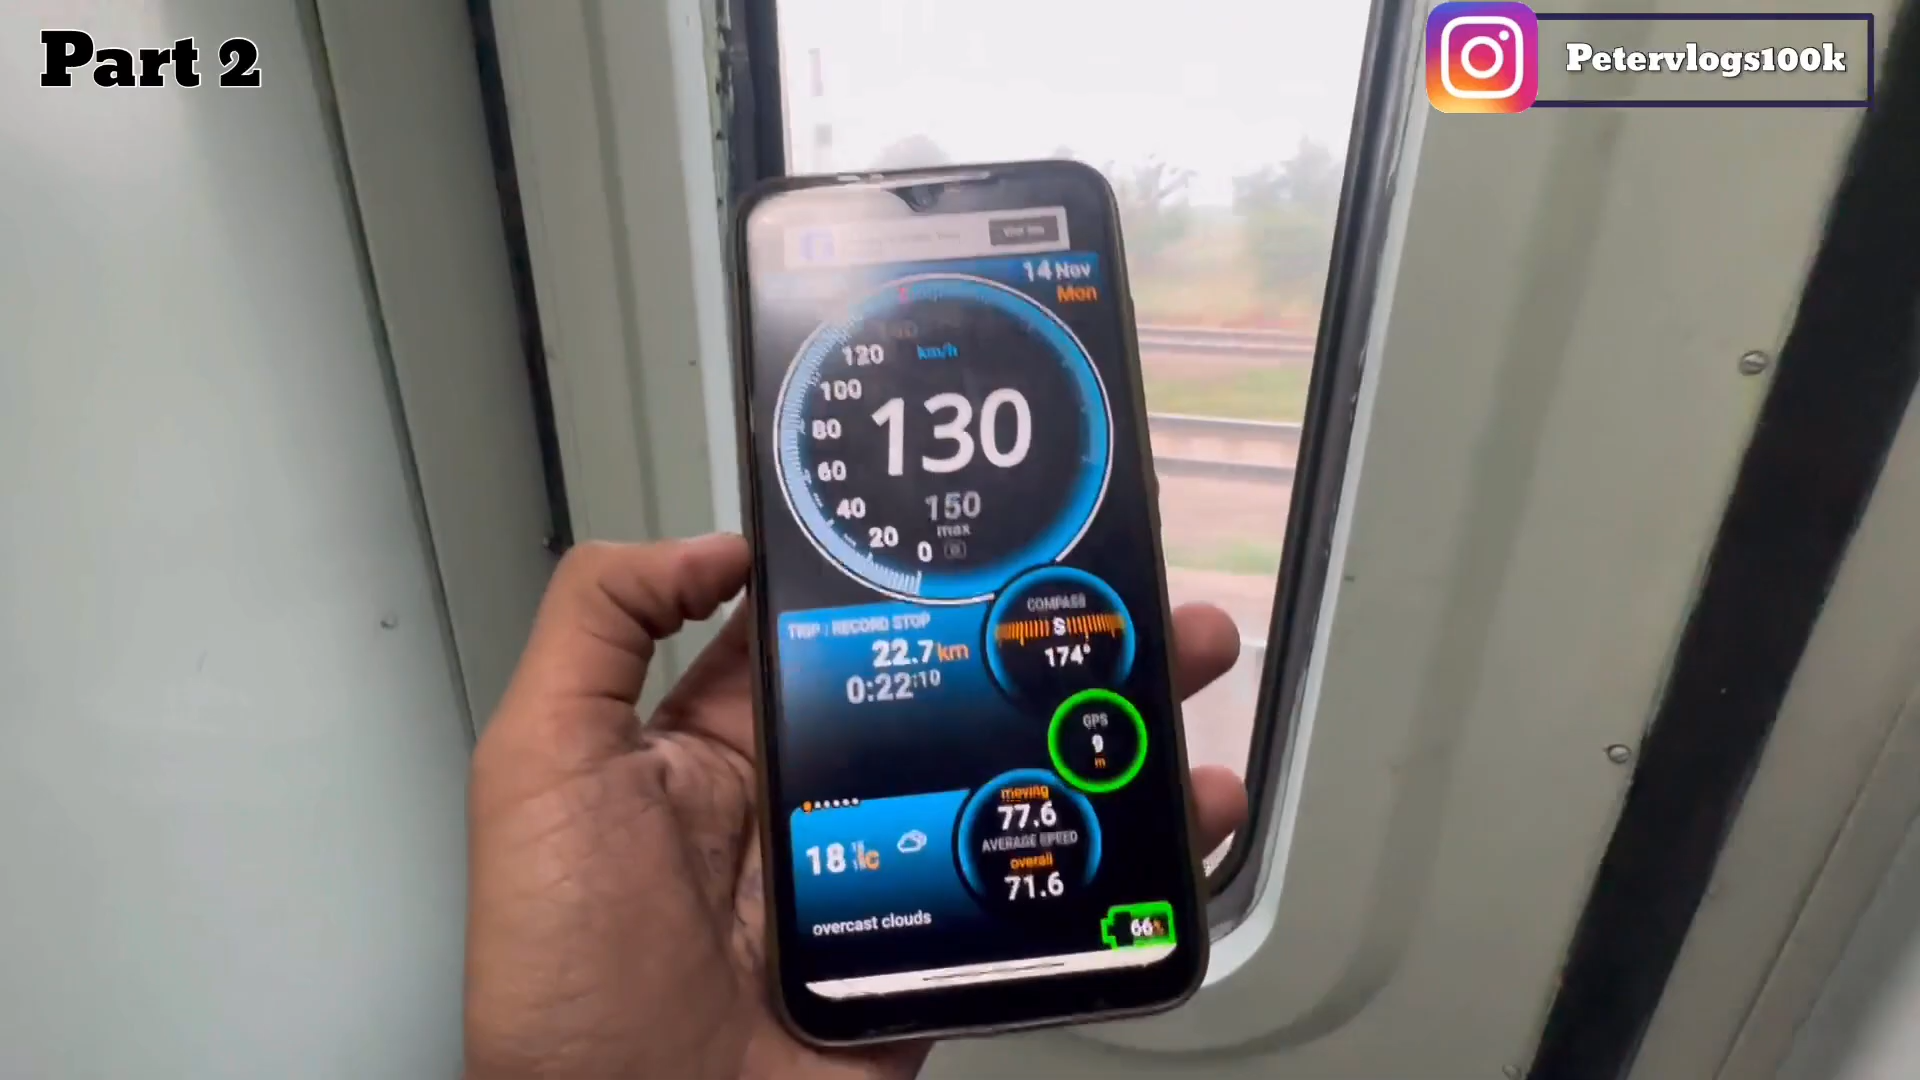 Part 2
Petervlogs100k
14 Nov
Mon
120
km/h
100
130
80
60
40
150
max
20
0
TRIP : RECORD STOP
22.7km
0:22:10
COMPASS
S
174°
GPS
9
m
moving
77.6
AVERAGE SPEED
overall
71.6
18
c
overcast clouds
66%